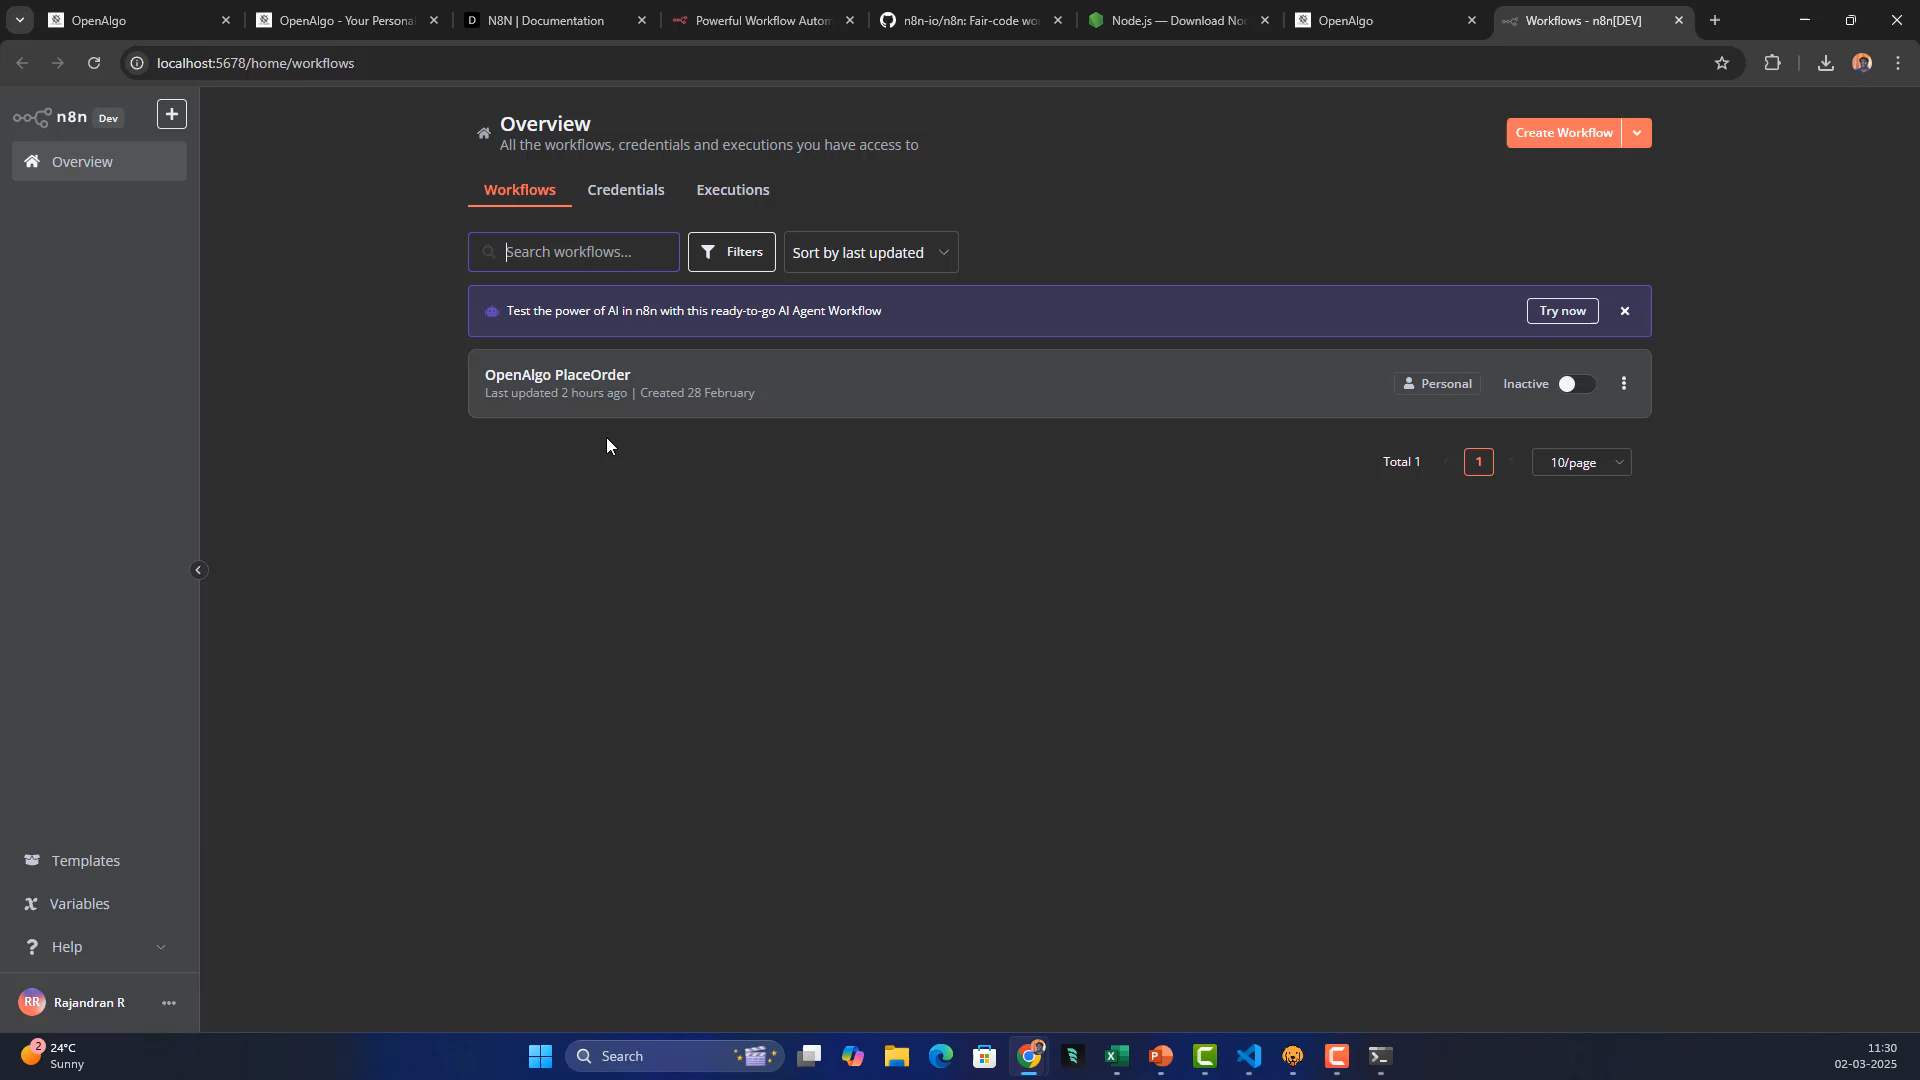 OpenAlgo
OpenAlgo - Your Personal
N8N | Documentation
Powerful Workflow Autom
n8n-io/n8n: Fair-code wo
Node.js — Download No
OpenAlgo
Workflows - n8n[DEV]
localhost:5678/home/workflows
n8n Dev
Overview
Overview
All the workflows, credentials and executions you have access to
Create Workflow
Workflows
Credentials
Executions
Search workflows...
Filters
Sort by last updated
Test the power of AI in n8n with this ready-to-go AI Agent Workflow
Try now
OpenAlgo PlaceOrder
Last updated 2 hours ago | Created 28 February
Personal
Inactive
Total 1
1
10/page
Templates
Variables
Help
RR
Rajandran R
2
24°C
Sunny
Search
11:30
02-03-2025